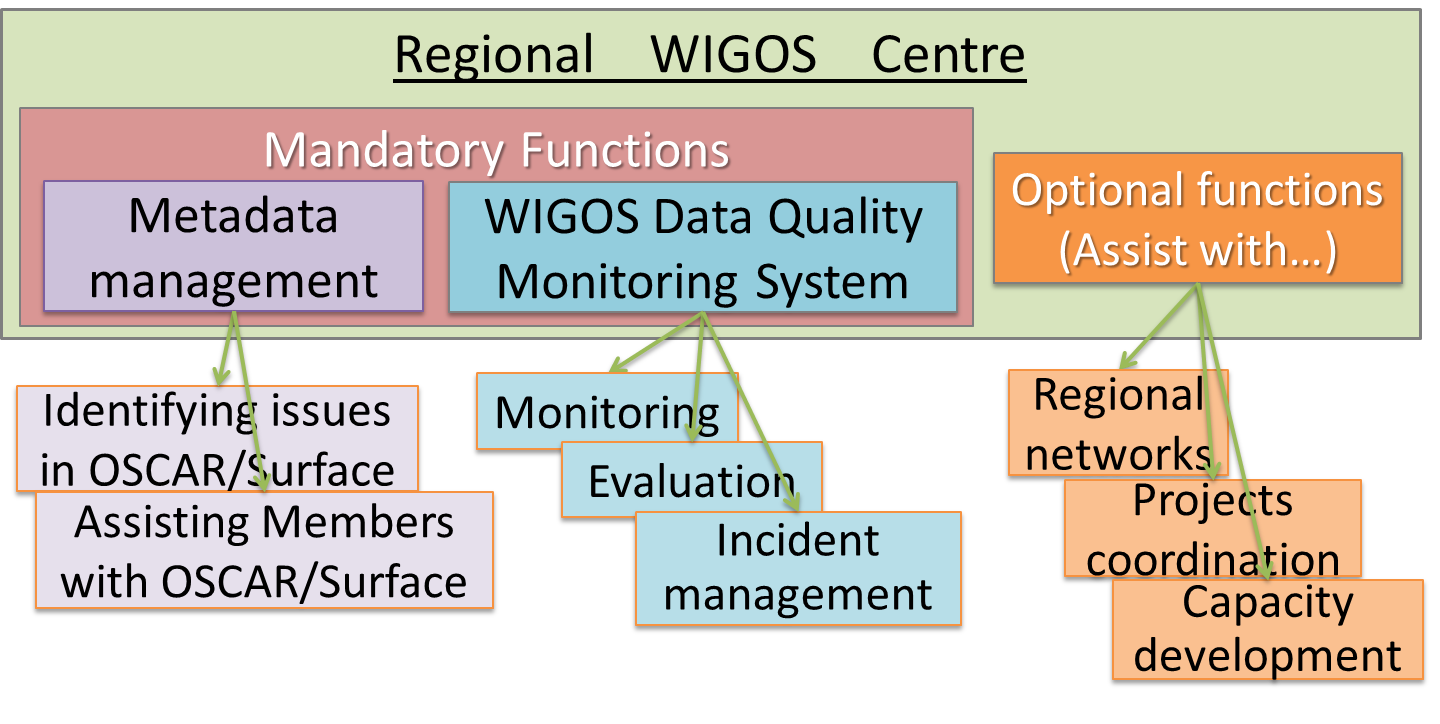 Regional WIGOS Centre
Mandatory Functions
Metadata
management
WIGOS Data Quality
Monitoring System
Optional functions
(Assist with…)
Identifying issues
in OSCAR/Surface
Assisting Members
with OSCAR/Surface
Monitoring
Evaluation
Incident
management
Regional
networks
Projects
coordination
Capacity
development